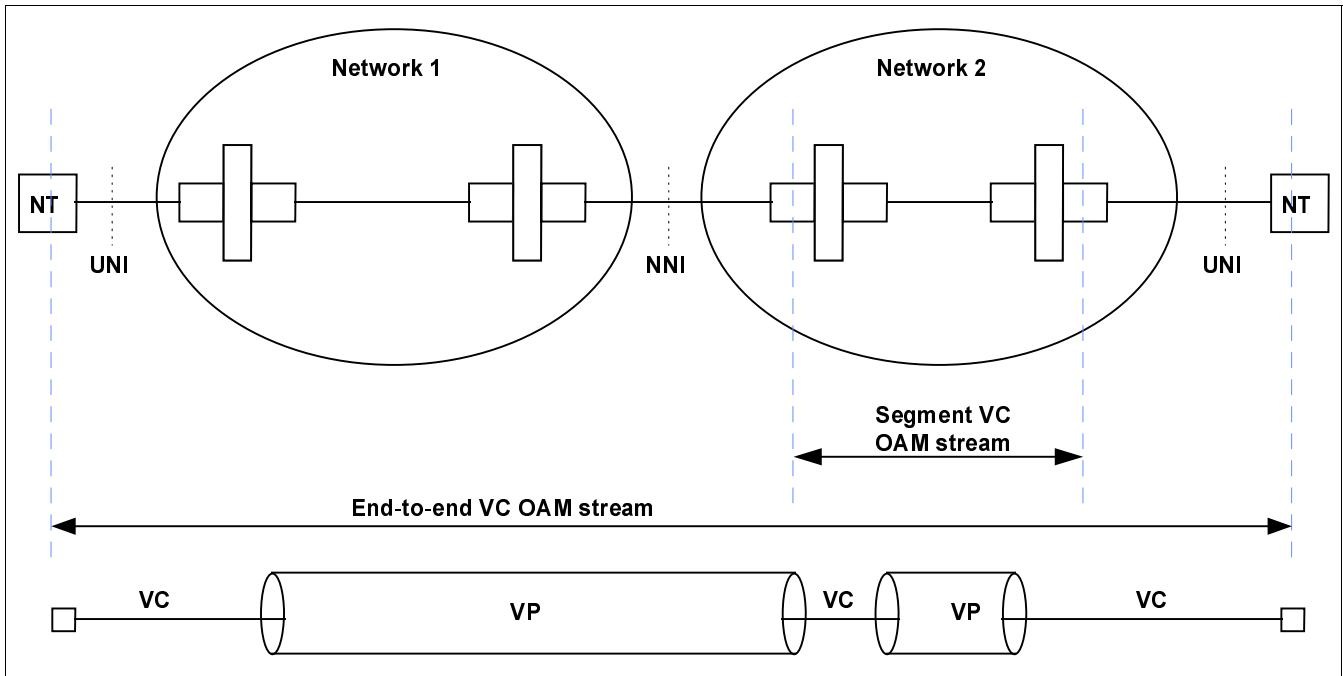 Network 1
Network 2
NT
NT
UNI
NNI
UNI
Segment VC
OAM stream
End-to-end VC OAM stream
VC
VP
VC
VP
VC